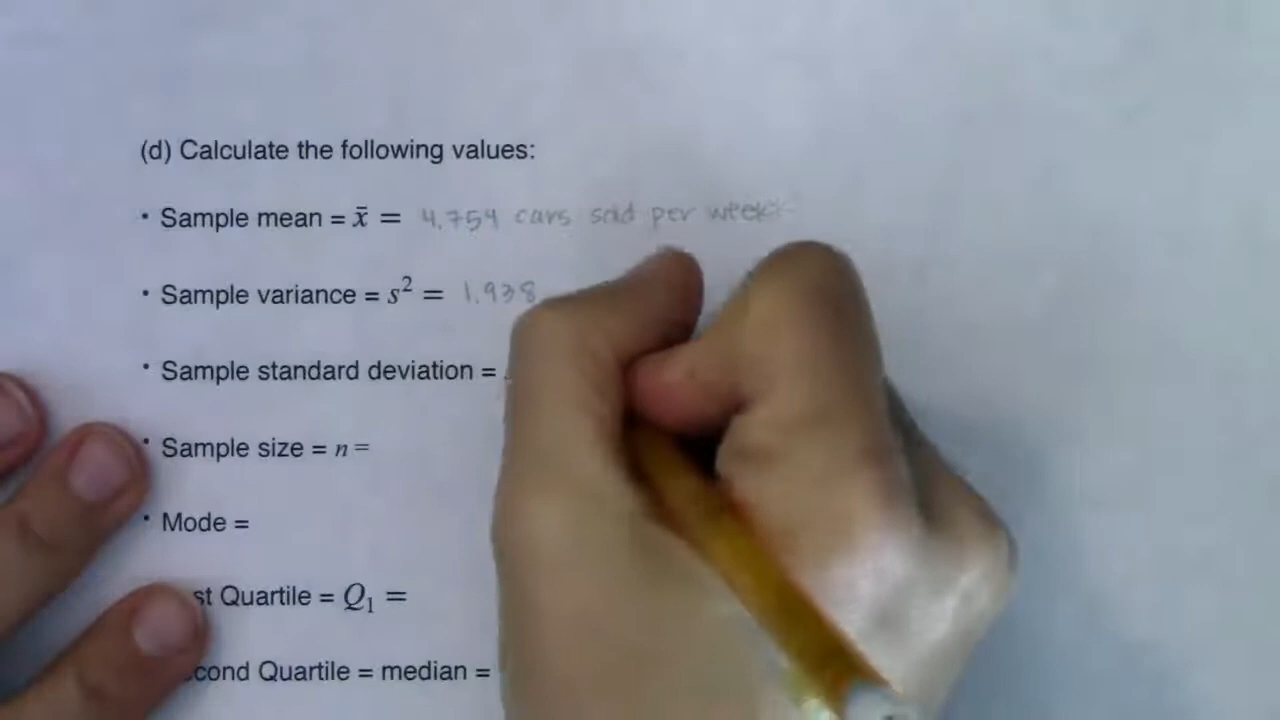 (d) Calculate the following values:
· Sample mean = x̄ = 4.754 cars sold per week
· Sample variance = s² = 1.938
· Sample standard deviation =
· Sample size = n =
· Mode =
st Quartile = Q₁ =
cond Quartile = median =